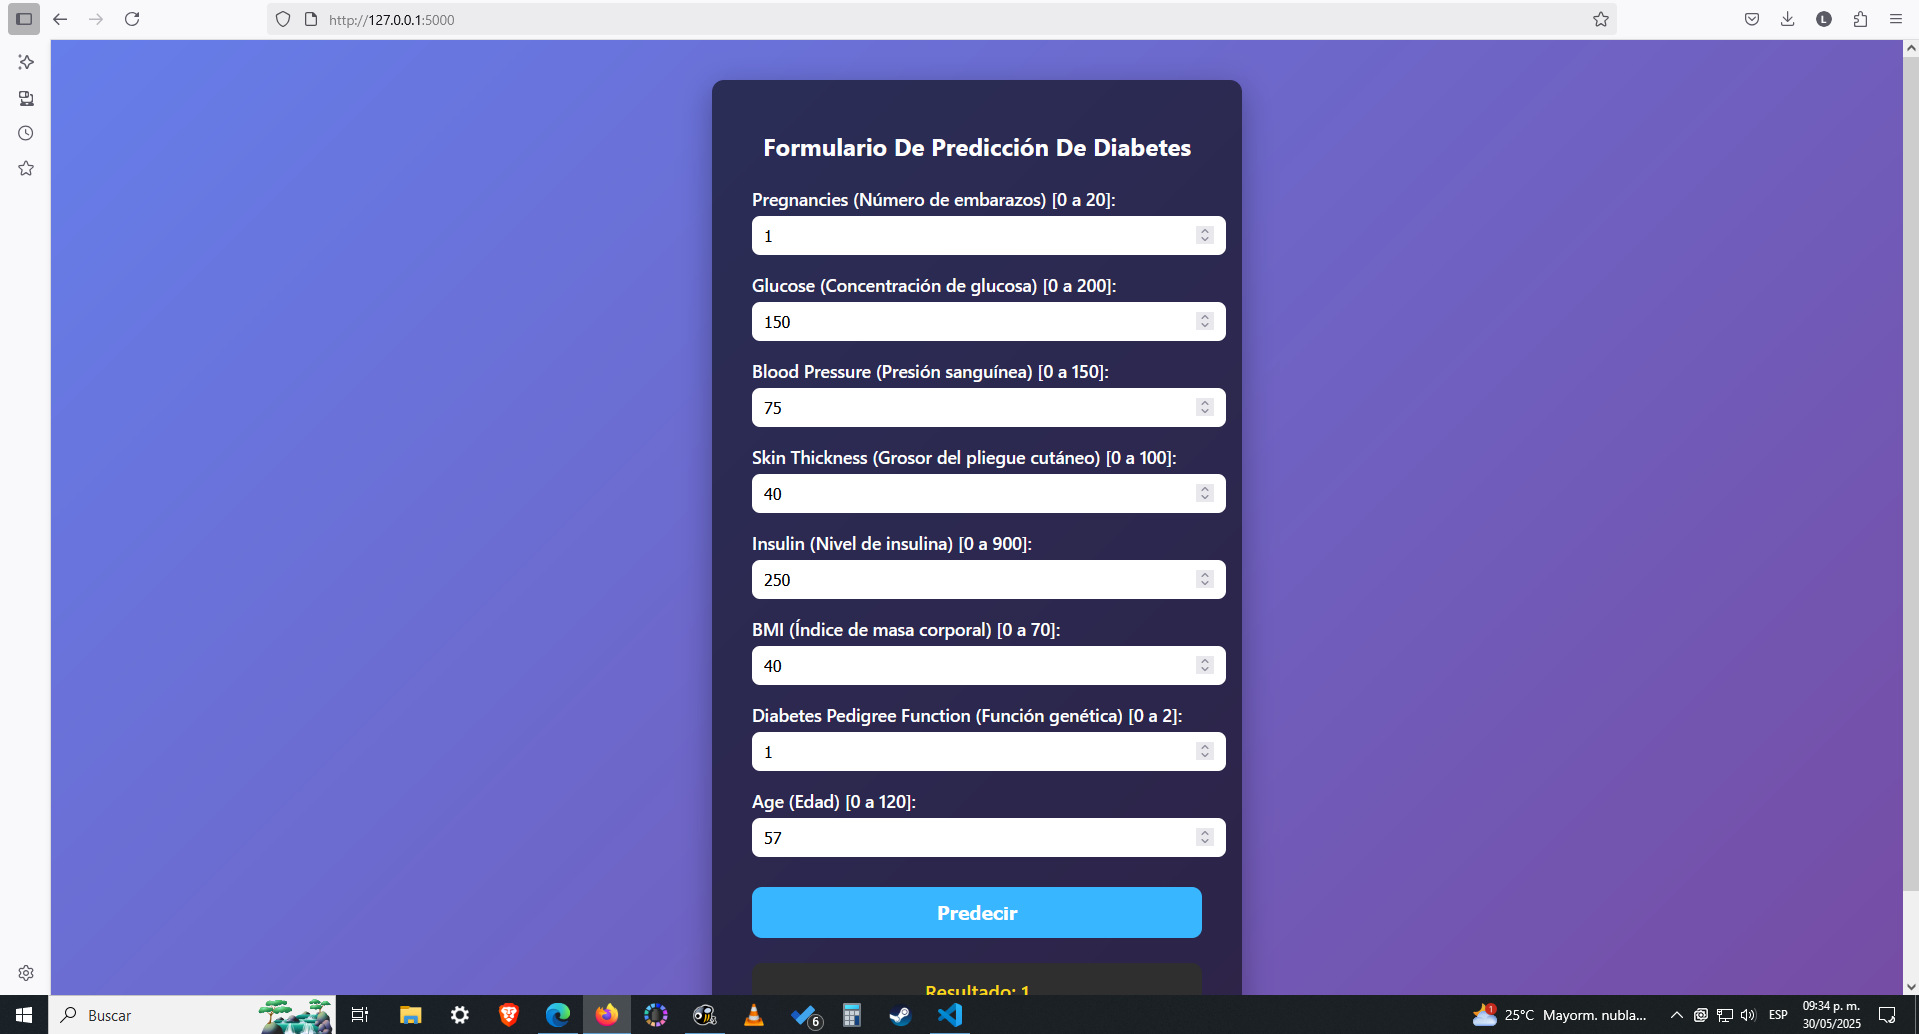 http://127.0.0.1:5000
L
Formulario De Predicción De Diabetes
Pregnancies (Número de embarazos) [0 a 20]:
1
Glucose (Concentración de glucosa) [0 a 200]:
150
Blood Pressure (Presión sanguínea) [0 a 150]:
75
Skin Thickness (Grosor del pliegue cutáneo) [0 a 100]:
40
Insulin (Nivel de insulina) [0 a 900]:
250
BMI (Índice de masa corporal) [0 a 70]:
40
Diabetes Pedigree Function (Función genética) [0 a 2]:
1
Age (Edad) [0 a 120]:
57
Predecir
Resultado: 1
Buscar
6
1
25°C Mayorm. nubla...
ESP
09:34 p. m.
30/05/2025